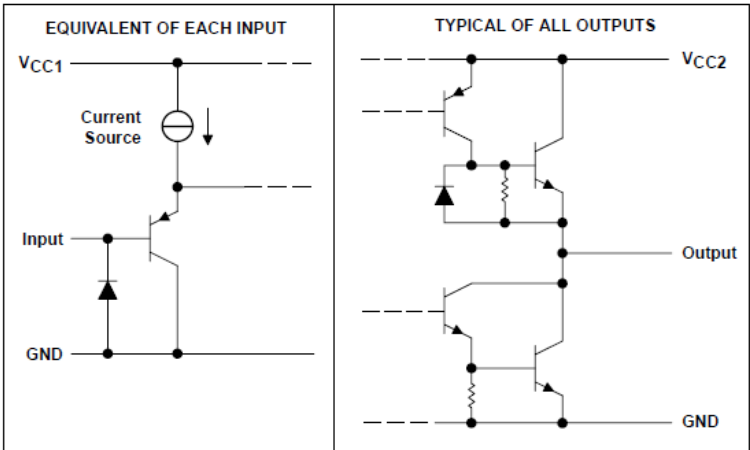 EQUIVALENT OF EACH INPUT
VCC1
Current
Source
Input
GND
TYPICAL OF ALL OUTPUTS
VCC2
Output
GND